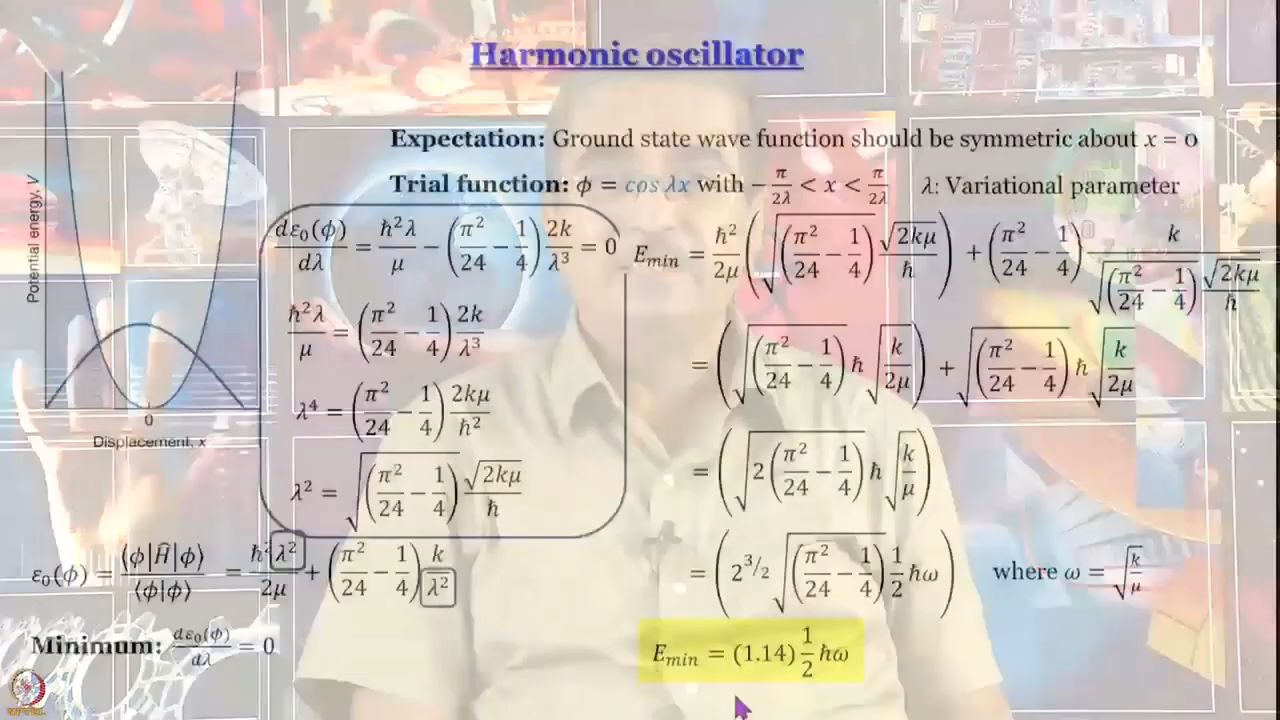 Harmonic oscillator
Expectation: Ground state wave function should be symmetric about x = 0
Trial function: ϕ = cos λx with −π/2λ < x < π/2λ λ: Variational parameter
Potential energy, V
0
Displacement, x
dε₀(ϕ)/dλ = ℏ²λ/μ − (π²/24 − 1/4) 2k/λ³ = 0
ℏ²λ/μ = (π²/24 − 1/4) 2k/λ³
λ⁴ = (π²/24 − 1/4) 2kμ/ℏ²
λ² = √(π²/24 − 1/4) √2kμ/ℏ
ε₀(ϕ) = ⟨ϕ|Ĥ|ϕ⟩/⟨ϕ|ϕ⟩ = ℏ²λ²/2μ + (π²/24 − 1/4) k/λ²
Minimum: dε₀(ϕ)/dλ = 0
E_min = ℏ²/2μ (√(π²/24 − 1/4) √2kμ/ℏ) + (π²/24 − 1/4) k/(√(π²/24 − 1/4) √2kμ/ℏ)
= (√(π²/24 − 1/4) ℏ √(k/2μ)) + √(π²/24 − 1/4) ℏ √(k/2μ)
= (√2(π²/24 − 1/4) ℏ √(k/μ))
= (2^3/2 √(π²/24 − 1/4) 1/2 ℏω) where ω = √(k/μ)
E_min = (1.14) 1/2 ℏω